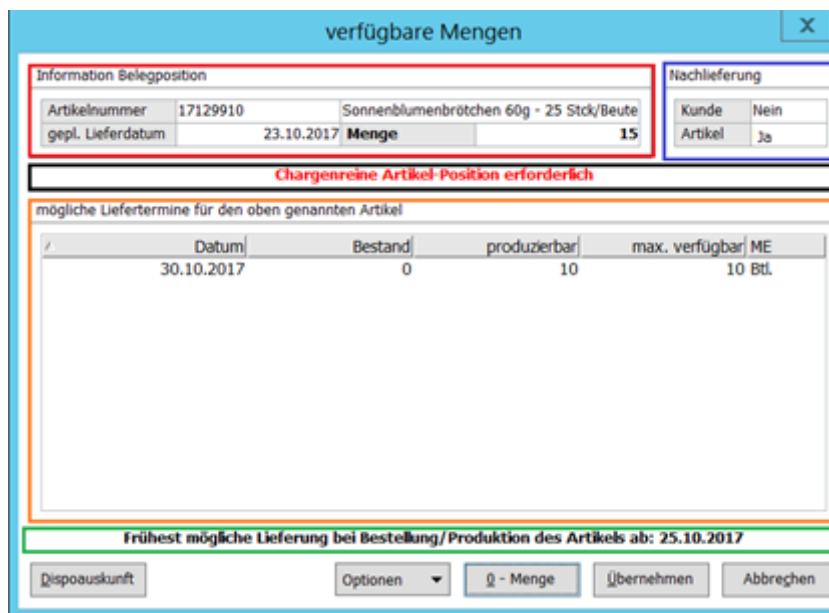 verfügbare Mengen
X
Information Belegposition
Nachlieferung
Artikelnummer 17129910 Sonnenblumenbrötchen 60g - 25 Stck/Beute
Kunde Nein
gepl. Lieferdatum 23.10.2017 Menge 15
Artikel Ja
Chargenreine Artikel-Position erforderlich
mögliche Liefertermine für den oben genannten Artikel
Datum Bestand produzierbar max. verfügbar ME
30.10.2017 0 10 10 Btl.
Frühest mögliche Lieferung bei Bestellung/Produktion des Artikels ab: 25.10.2017
Dispoauskunft Optionen 0 - Menge Übernehmen Abbrechen